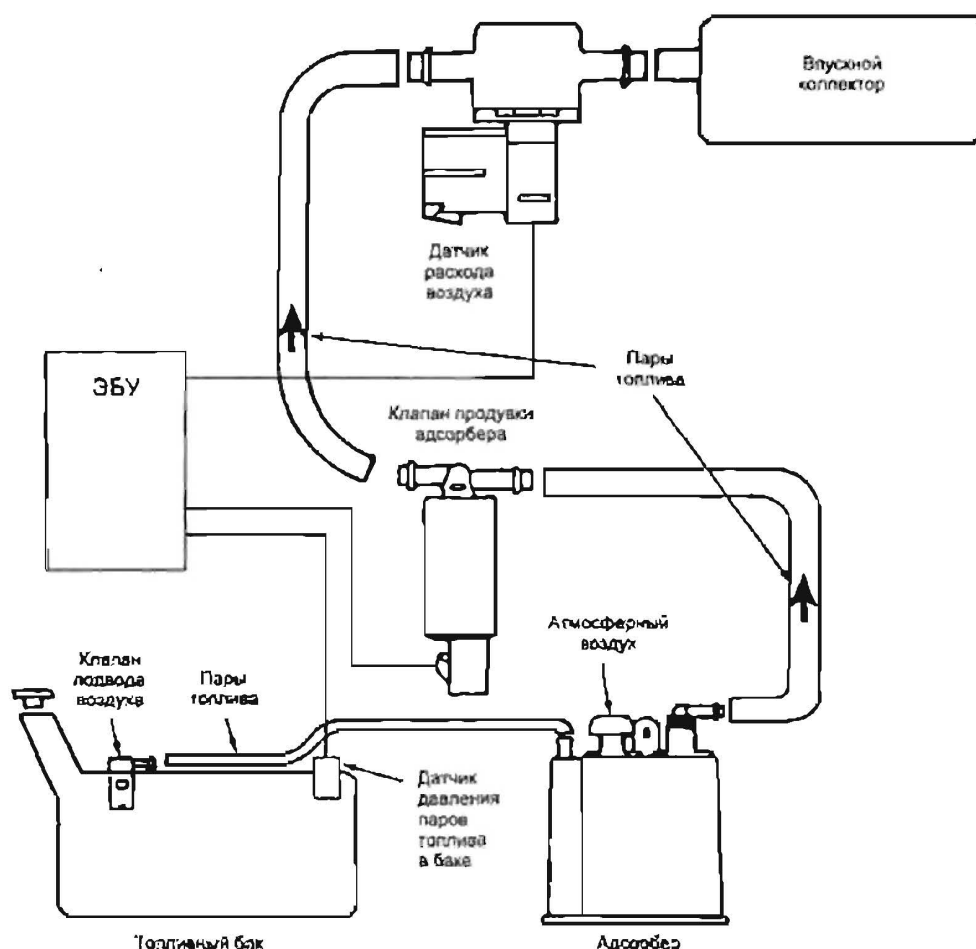 Впускной
коллектор
Датчик
расхода
воздуха
ЭБУ
Пары
топлива
Клапан продувки
адсорбера
Атмосферный
воздух
Клапан
подвода
воздуха
Пары
топлива
Датчик
давления
паров
топлива
в баке
Топливный бак
Адсорбер